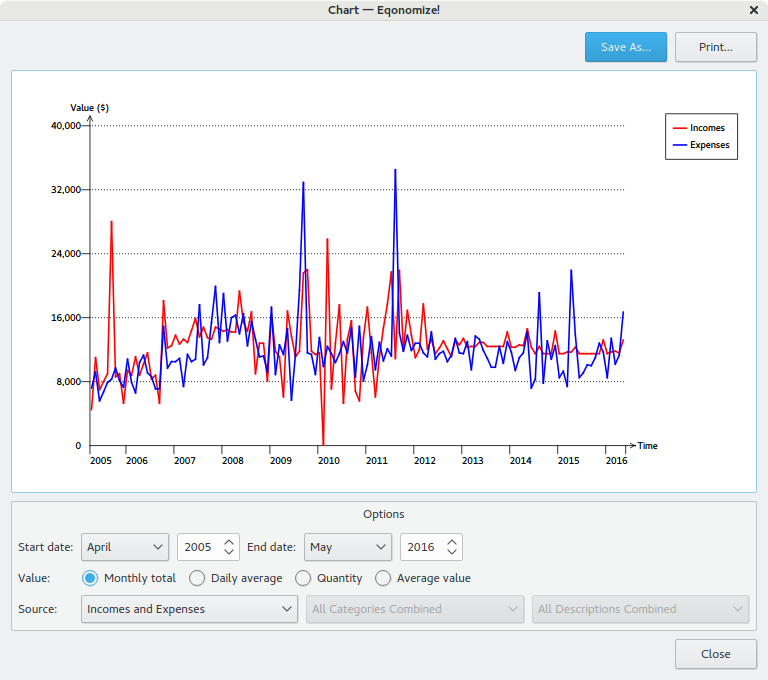 Chart — Eqonomize!
Save As...
Print...
Value ($)
40,000
32,000
24,000
16,000
8,000
0
2005 2006 2007 2008 2009 2010 2011 2012 2013 2014 2015 2016
Time
Incomes
Expenses
Options
Start date: April 2005 End date: May 2016
Value: Monthly total Daily average Quantity Average value
Source: Incomes and Expenses All Categories Combined All Descriptions Combined
Close